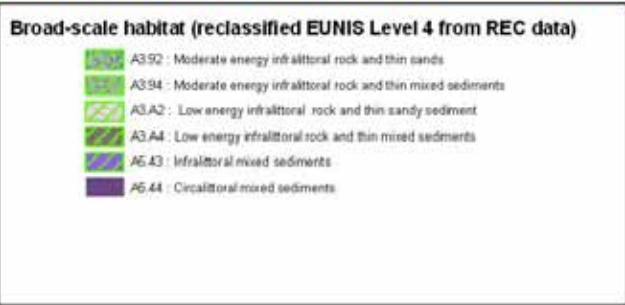 Broad-scale habitat (reclassified EUNIS Level 4 from REC data)
A3.92 : Moderate energy infralittoral rock and thin sands
A3.94 : Moderate energy infralittoral rock and thin mixed sediments
A3.A2 : Low energy infralittoral rock and thin sandy sediment
A3.A4 : Low energy infralittoral rock and thin mixed sediments
A5.43 : Infralittoral mixed sediments
A5.44 : Circalittoral mixed sediments